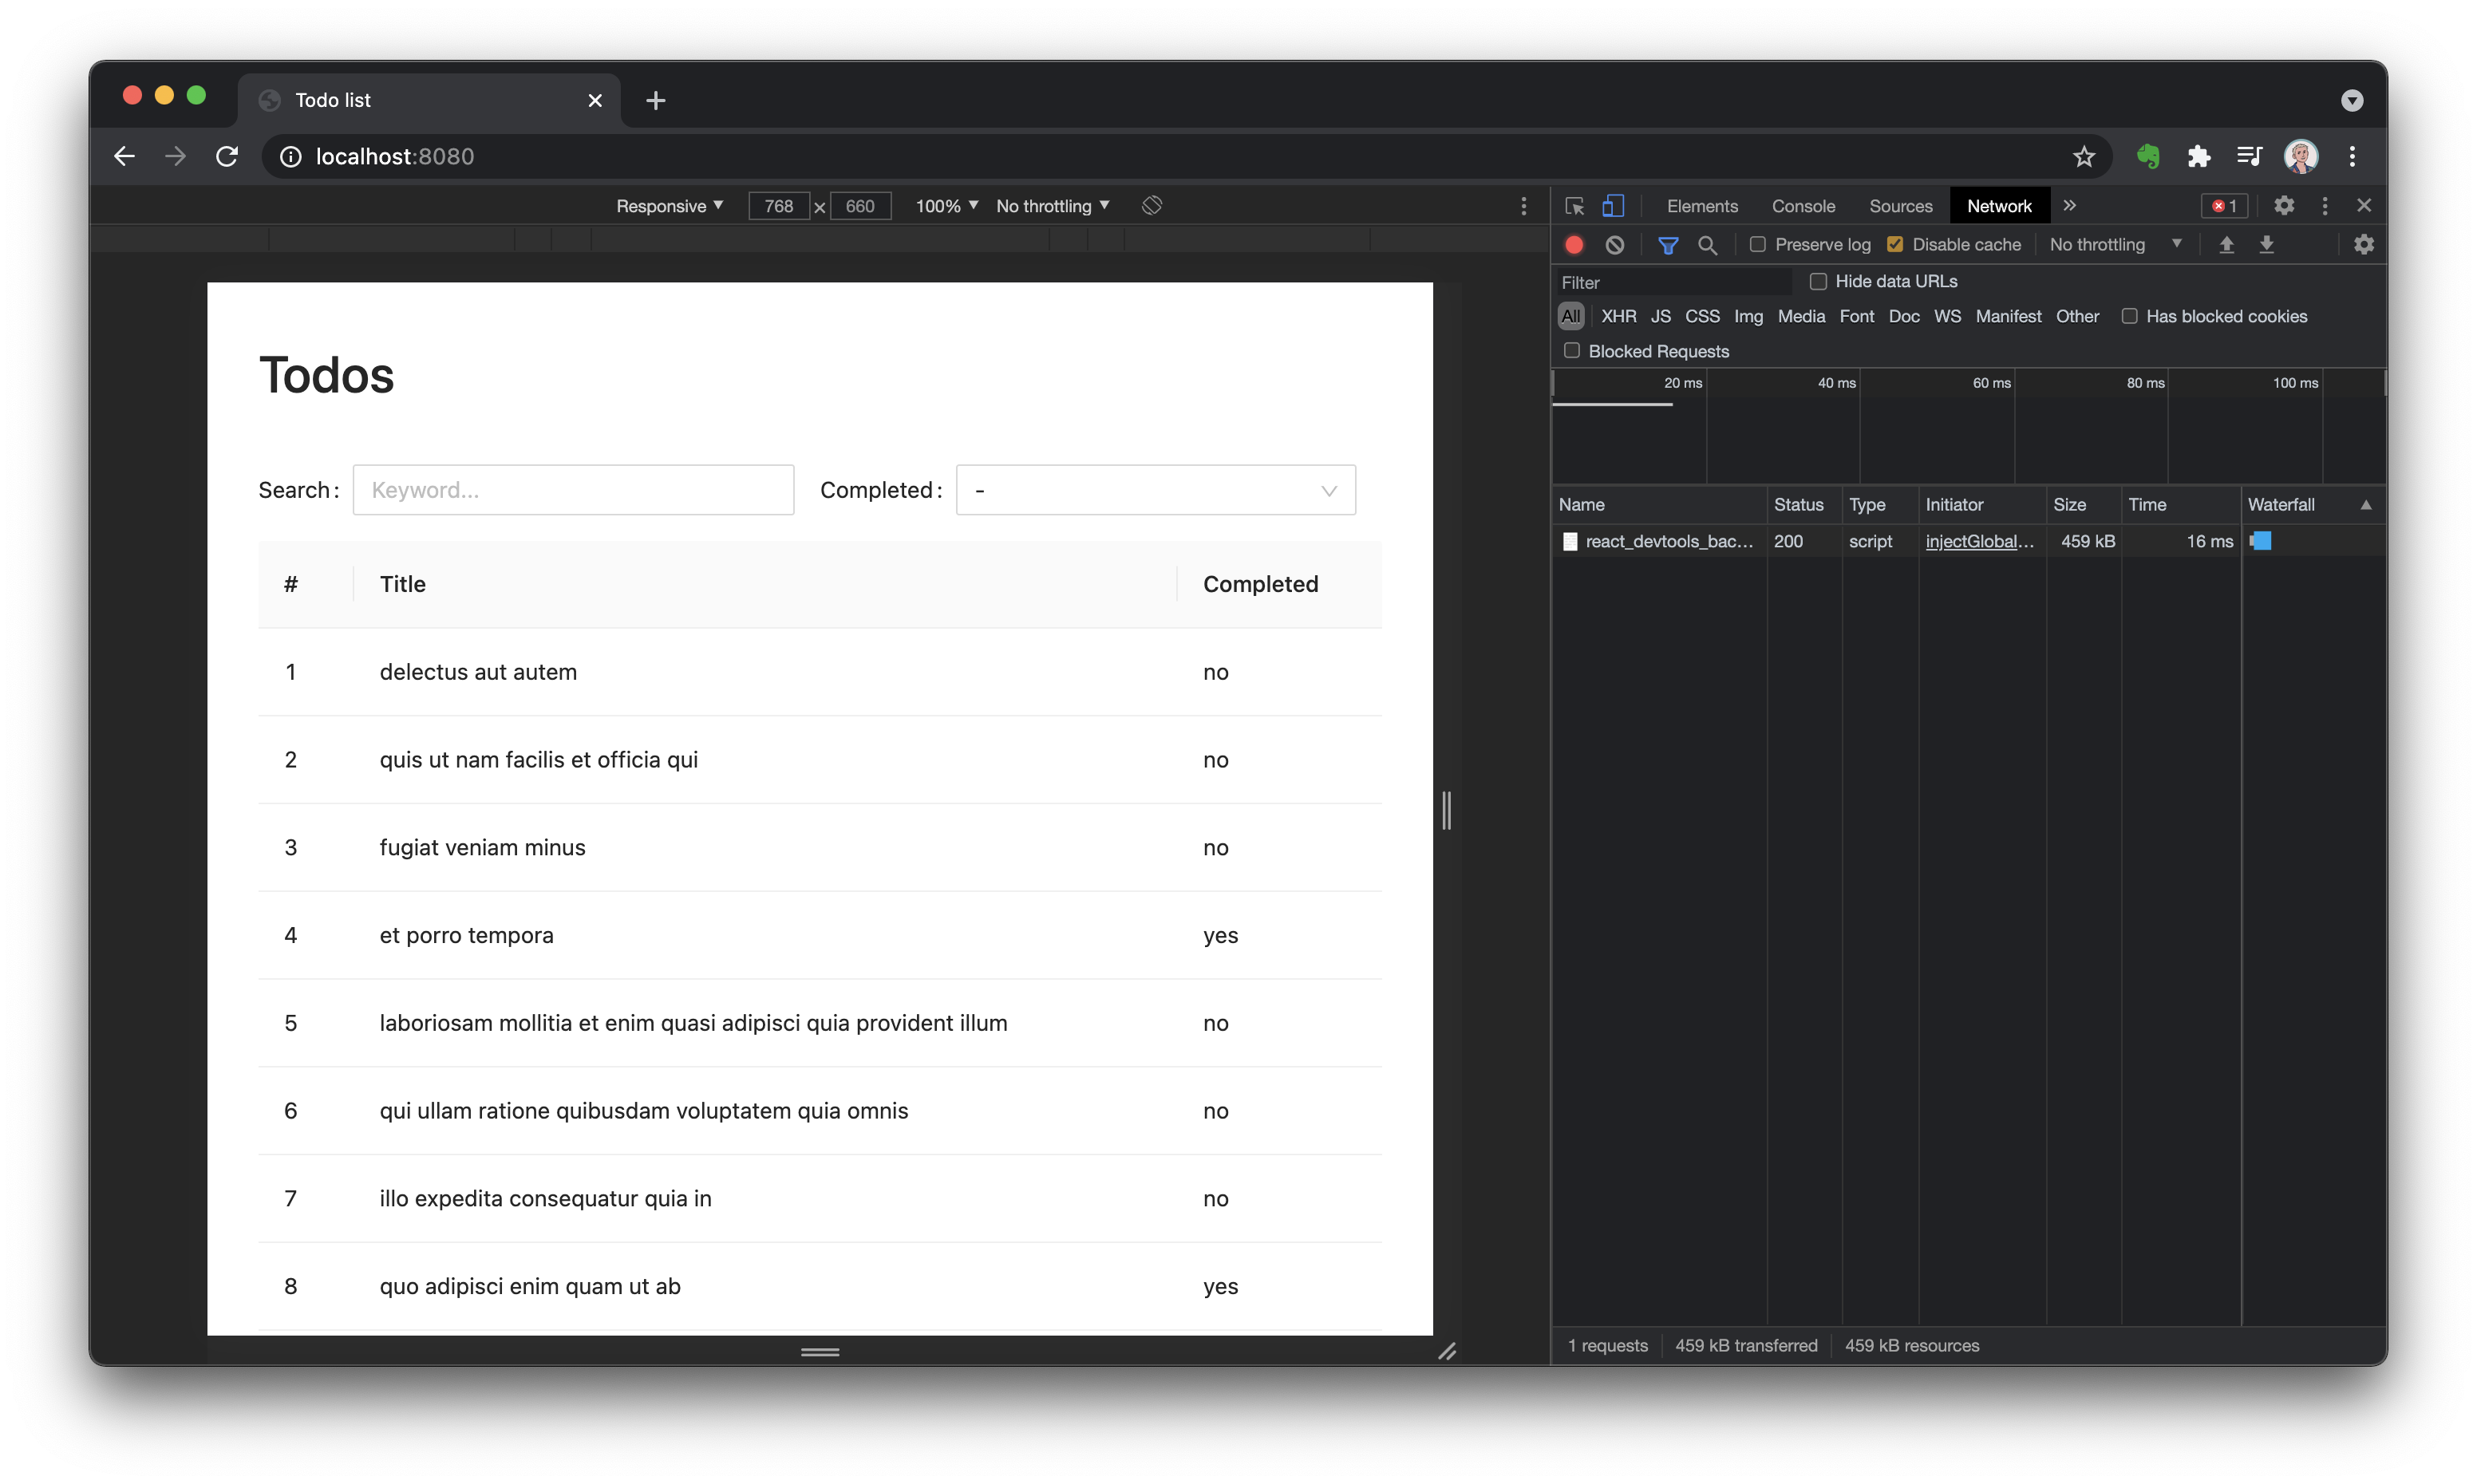 Todo list
localhost:8080
Responsive 768 × 660 100% No throttling
Elements Console Sources Network 1
Preserve log Disable cache No throttling
Filter Hide data URLs
All XHR JS CSS Img Media Font Doc WS Manifest Other Has blocked cookies
Blocked Requests
20 ms 40 ms 60 ms 80 ms 100 ms
Name Status Type Initiator Size Time Waterfall
react_devtools_bac... 200 script injectGlobal... 459 kB 16 ms
1 requests 459 kB transferred 459 kB resources
Todos
Search: Keyword... Completed: -
# Title Completed
1 delectus aut autem no
2 quis ut nam facilis et officia qui no
3 fugiat veniam minus no
4 et porro tempora yes
5 laboriosam mollitia et enim quasi adipisci quia provident illum no
6 qui ullam ratione quibusdam voluptatem quia omnis no
7 illo expedita consequatur quia in no
8 quo adipisci enim quam ut ab yes